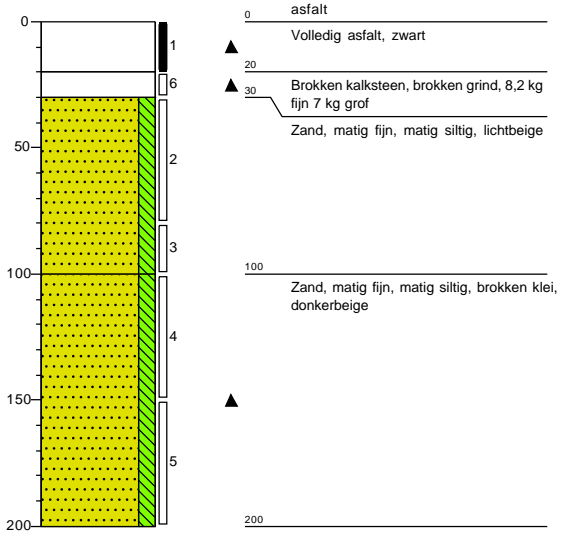 0
50
100
150
200
1
6
2
3
4
5
asfalt
0
Volledig asfalt, zwart
20
Brokken kalksteen, brokken grind, 8,2 kg
fijn 7 kg grof
30
Zand, matig fijn, matig siltig, lichtbeige
100
Zand, matig fijn, matig siltig, brokken klei,
donkerbeige
200